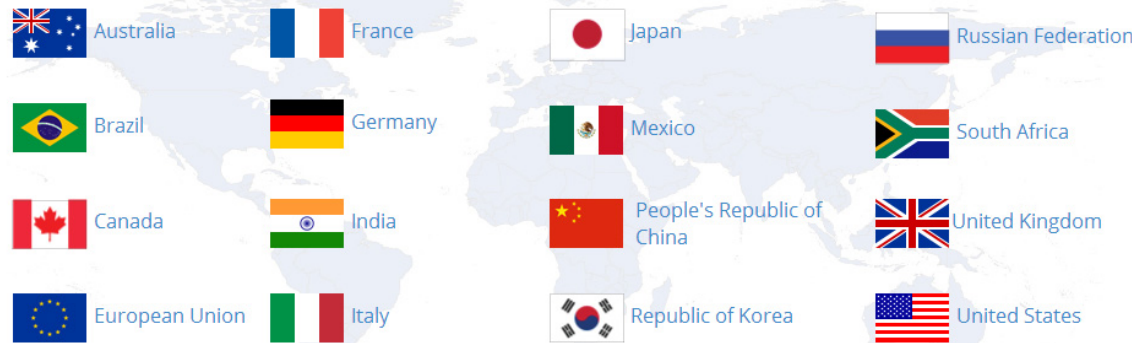 Australia
France
Japan
Russian Federation
Brazil
Germany
Mexico
South Africa
Canada
India
People's Republic of
China
United Kingdom
European Union
Italy
Republic of Korea
United States